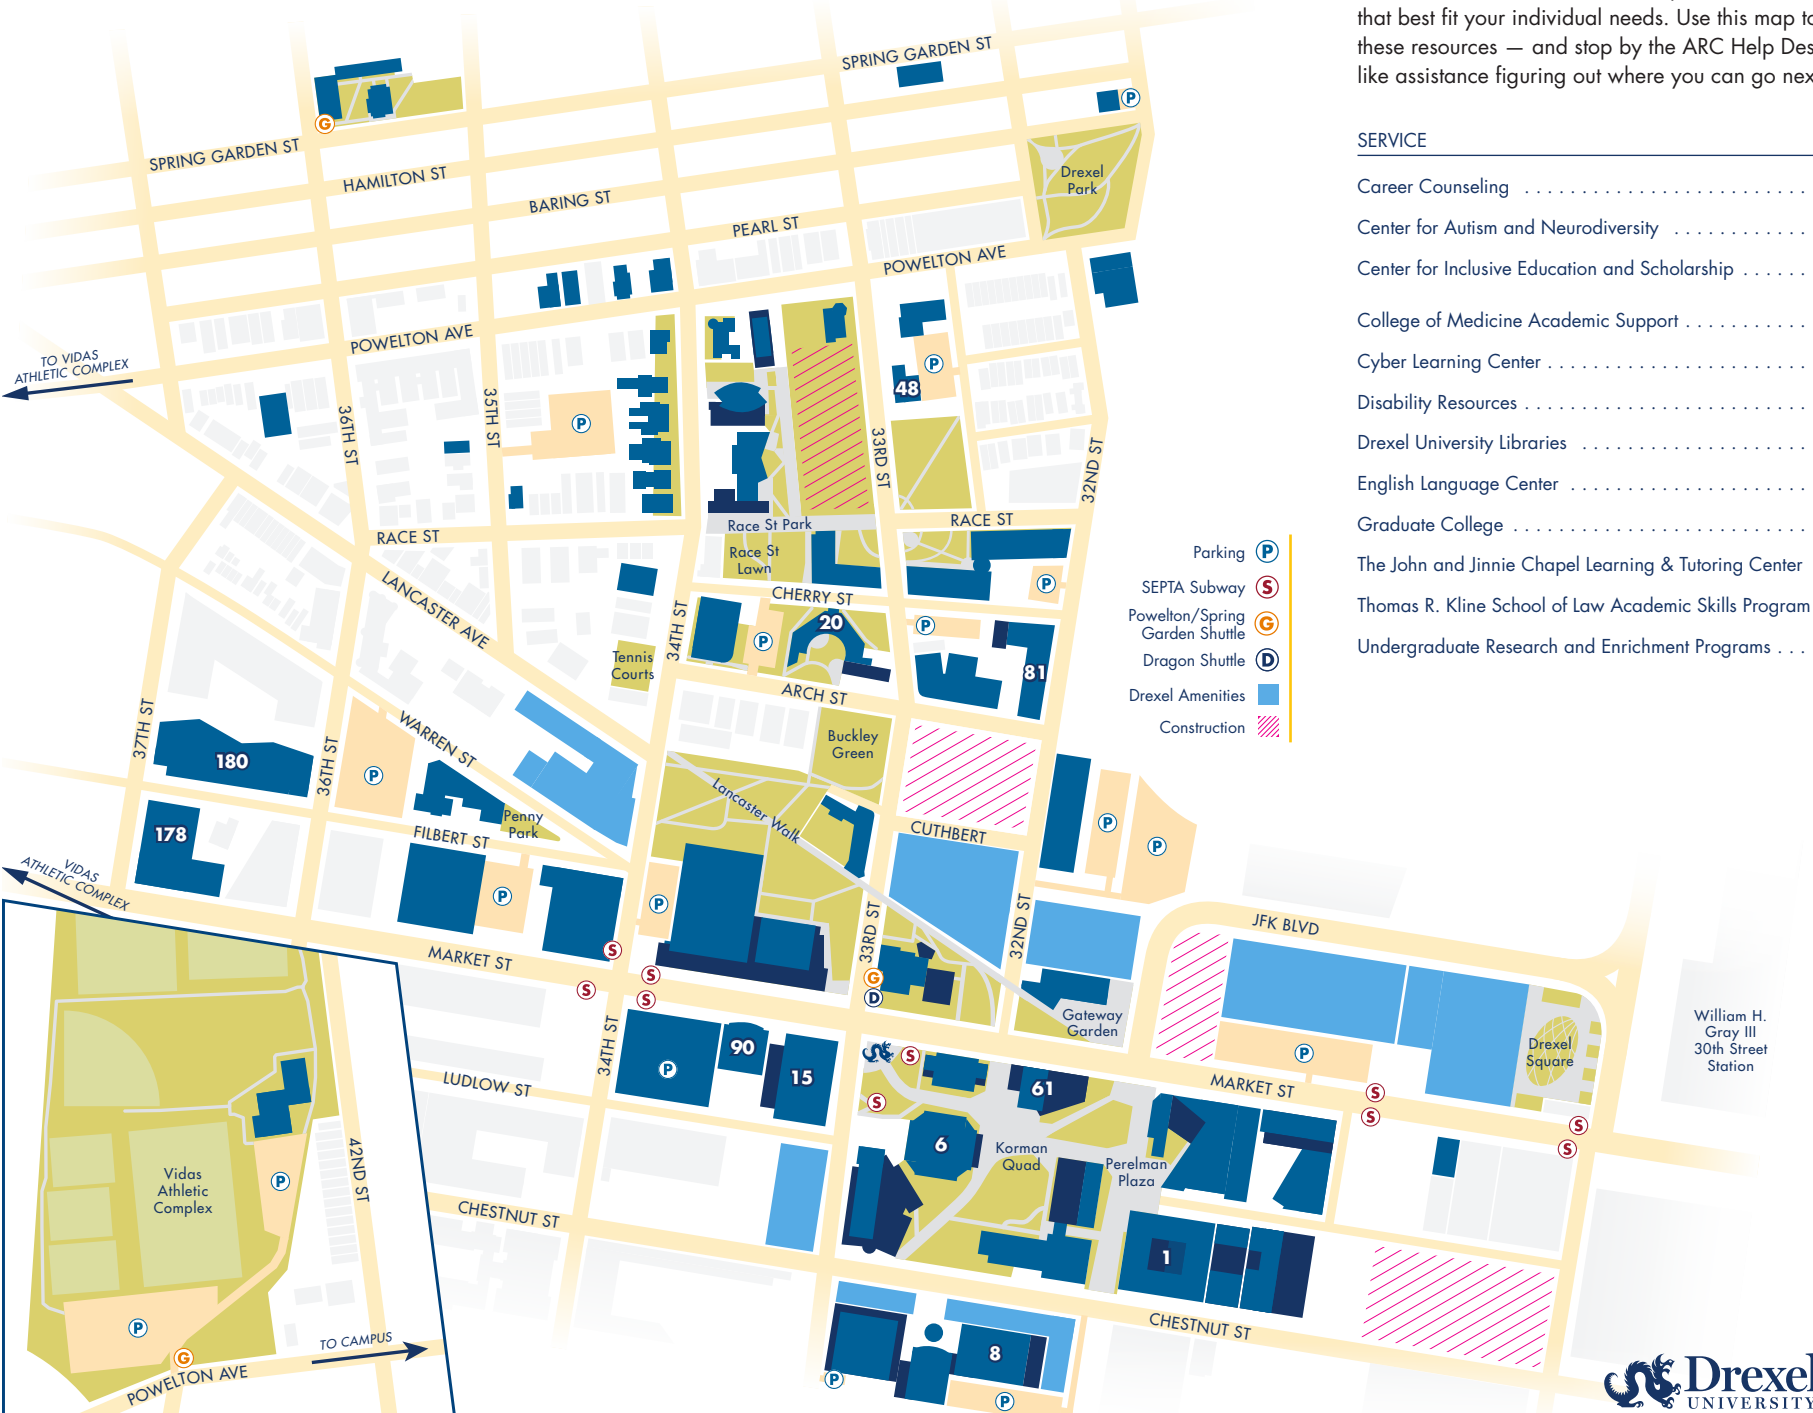 that best fit your individual needs. Use this map to
these resources — and stop by the ARC Help Des
like assistance figuring out where you can go nex
SERVICE
Career Counseling
Center for Autism and Neurodiversity
Center for Inclusive Education and Scholarship
College of Medicine Academic Support
Cyber Learning Center
Disability Resources
Drexel University Libraries
English Language Center
Graduate College
The John and Jinnie Chapel Learning & Tutoring Center
Thomas R. Kline School of Law Academic Skills Program
Undergraduate Research and Enrichment Programs
Parking P
SEPTA Subway S
Powelton/Spring
Garden Shuttle G
Dragon Shuttle D
Drexel Amenities
Construction
SPRING GARDEN ST
P
G
SPRING GARDEN ST
HAMILTON ST
BARING ST
PEARL ST
Drexel
Park
POWELTON AVE
POWELTON AVE
TO VIDAS
ATHLETIC COMPLEX
36TH ST
35TH ST
P
P
48
33RD ST
32ND ST
RACE ST
Race St Park
RACE ST
Race St
Lawn
LANCASTER AVE
CHERRY ST
P
34TH ST
20
P
P
Tennis
Courts
81
ARCH ST
37TH ST
36TH ST
WARREN ST
180
P
Buckley
Green
Lancaster Walk
178
FILBERT ST
Penny
Park
CUTHBERT
P
P
VIDAS
ATHLETIC COMPLEX
P
P
33RD ST
32ND ST
JFK BLVD
MARKET ST
S
S
S
S
G
D
Gateway
Garden
William H.
Gray III
30th Street
Station
Drexel
Square
34TH ST
P
90
15
S
61
P
MARKET ST
S
S
S
S
LUDLOW ST
S
6
Korman
Quad
Perelman
Plaza
42ND ST
Vidas
Athletic
Complex
P
CHESTNUT ST
1
CHESTNUT ST
P
G
TO CAMPUS
POWELTON AVE
8
P
P
Drexel
UNIVERSITY